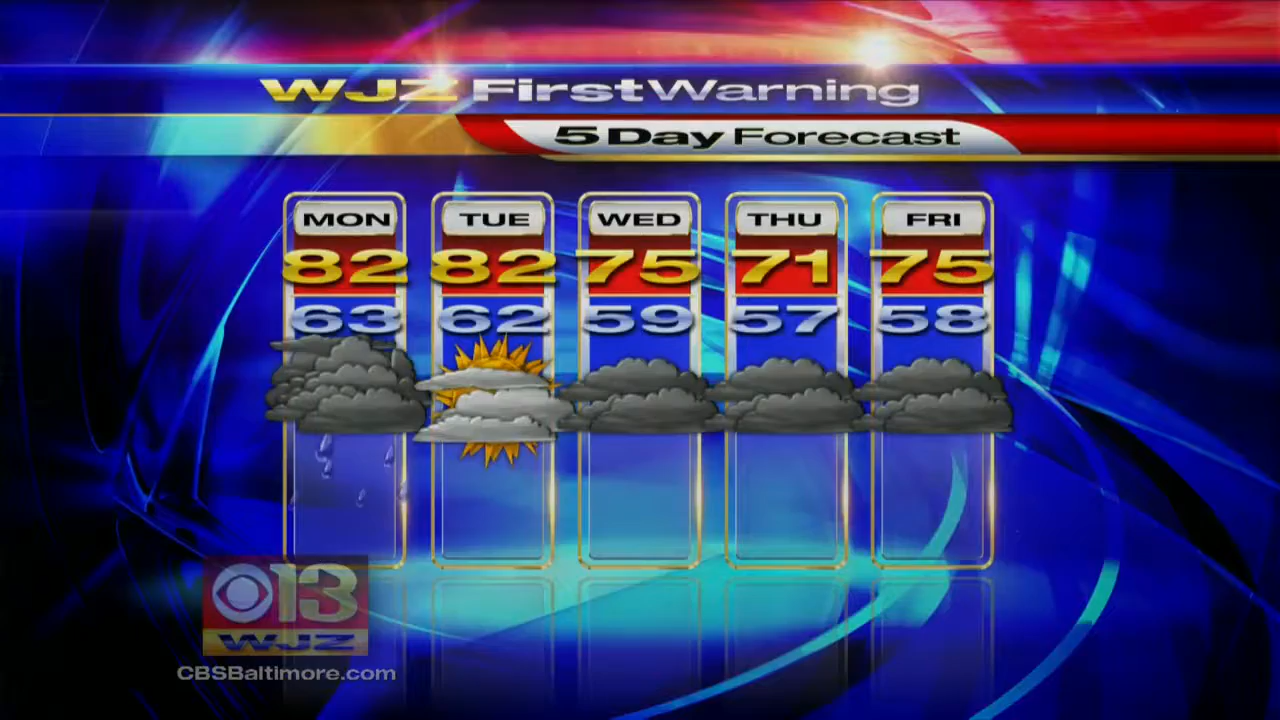 WJZ FirstWarning
5 Day Forecast
MON TUE WED THU FRI
82 82 75 71 75
63 62 59 57 58
13
WJZ
CBSBaltimore.com